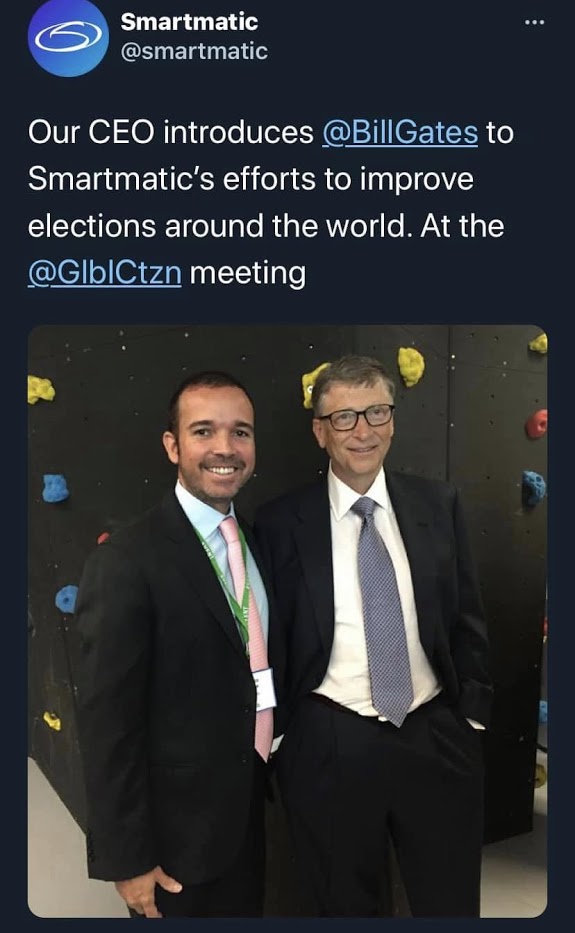 Smartmatic
@smartmatic
Our CEO introduces @BillGates to
Smartmatic’s efforts to improve
elections around the world. At the
@GlblCtzn meeting